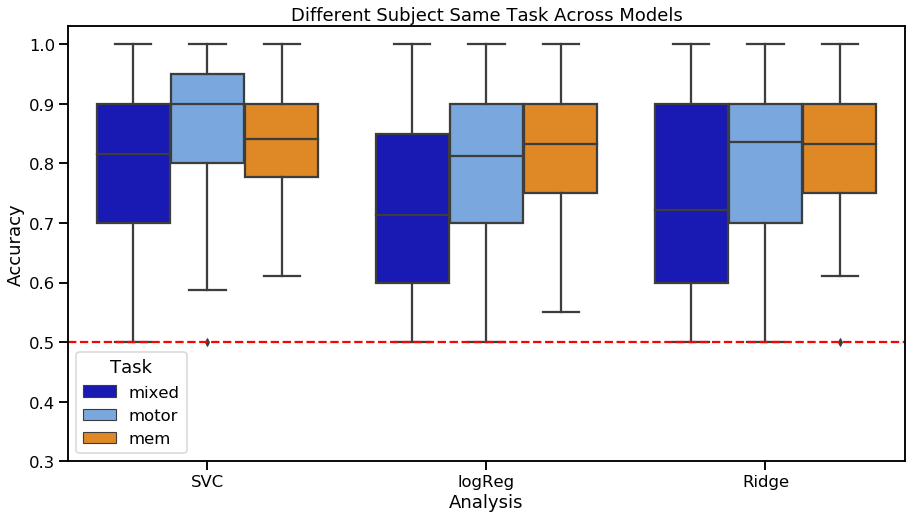 Different Subject Same Task Across Models
1.0
0.9
0.8
0.7
0.6
0.5
0.4
0.3
Accuracy
Task
mixed
motor
mem
SVC logReg Ridge
Analysis